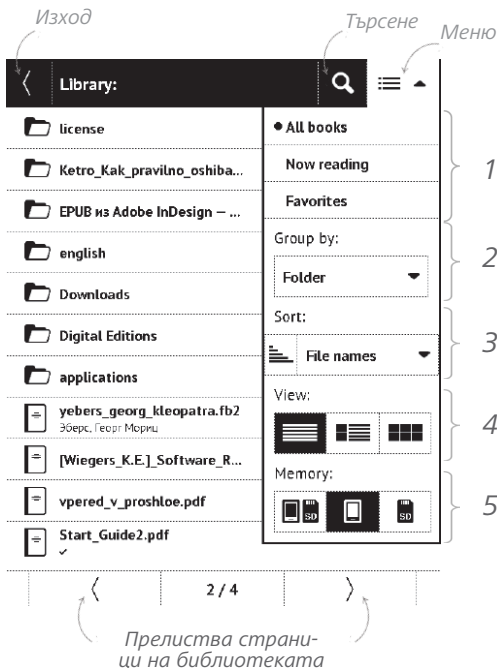 Изход
Търсене
Меню
Library:
license
Ketro_Kak_pravilno_oshiba...
EPUB из Adobe InDesign – ...
english
Downloads
Digital Editions
applications
yebers_georg_kleopatra.fb2
Эберс, Георг Мориц
[Wiegers_K.E.]_Software_R...
vpered_v_proshloe.pdf
Start_Guide2.pdf
All books
Now reading
Favorites
1
Group by:
Folder
2
Sort:
File names
3
View:
4
Memory:
SD
SD
5
2 / 4
Прелиства страни-
ци на библиотеката